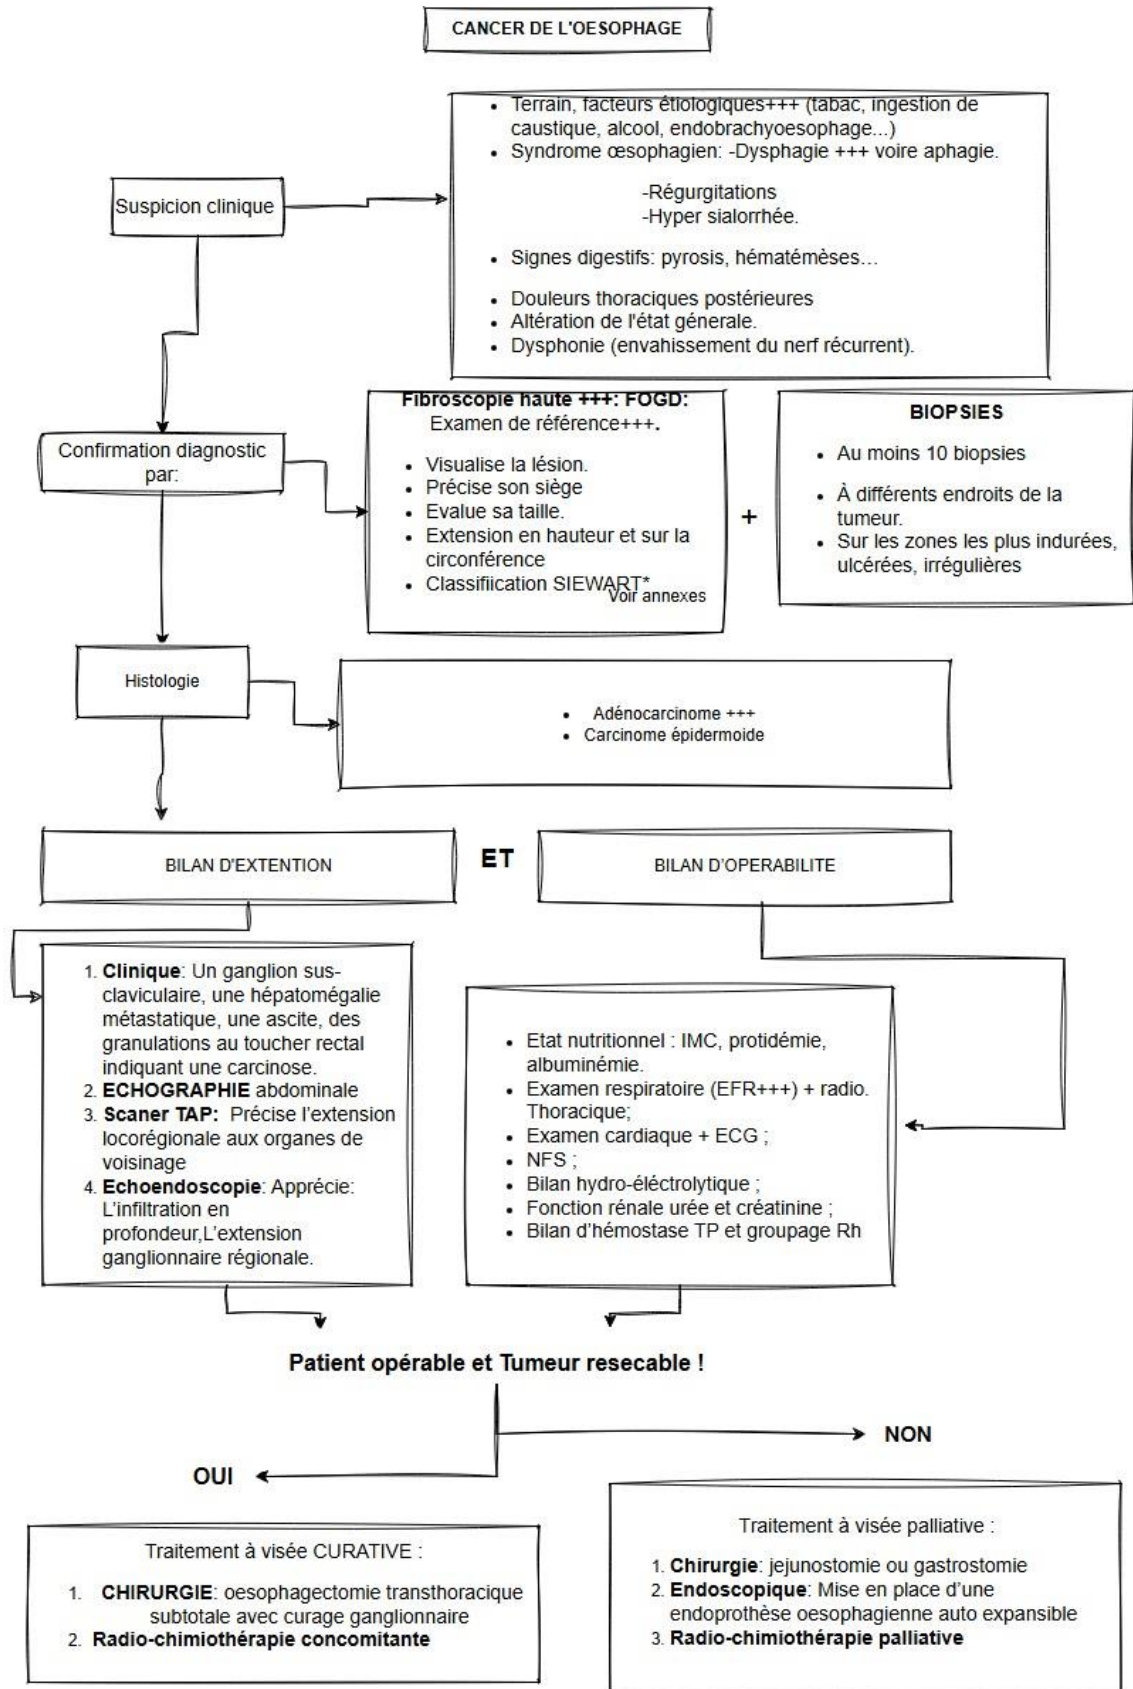 CANCER DE L'OESOPHAGE
• Terrain, facteurs étiologiques+++ (tabac, ingestion de
caustique, alcool, endobrachyoesophage...)
• Syndrome œsophagien: -Dysphagie +++ voire aphagie.
-Régurgitations
-Hyper sialorrhée.
• Signes digestifs: pyrosis, hématémèses…
• Douleurs thoraciques postérieures
• Altération de l'état génerale.
• Dysphonie (envahissement du nerf récurrent).
Suspicion clinique
Confirmation diagnostic
par:
Fibroscopie haute +++: FOGD:
Examen de référence+++.
• Visualise la lésion.
• Précise son siège
• Evalue sa taille.
• Extension en hauteur et sur la
circonférence
• Classifiication SIEWART*
Voir annexes
+
BIOPSIES
• Au moins 10 biopsies
• À différents endroits de la
tumeur.
• Sur les zones les plus indurées,
ulcérées, irrégulières
Histologie
• Adénocarcinome +++
• Carcinome épidermoide
BILAN D'EXTENTION
ET
BILAN D'OPERABILITE
1. Clinique: Un ganglion sus-
claviculaire, une hépatomégalie
métastatique, une ascite, des
granulations au toucher rectal
indiquant une carcinose.
2. ECHOGRAPHIE abdominale
3. Scaner TAP: Précise l'extension
locorégionale aux organes de
voisinage
4. Echoendoscopie: Apprécie:
L'infiltration en
profondeur,L'extension
ganglionnaire régionale.
• Etat nutritionnel : IMC, protidémie,
albuminémie.
• Examen respiratoire (EFR+++) + radio.
Thoracique;
• Examen cardiaque + ECG ;
• NFS ;
• Bilan hydro-éléctrolytique ;
• Fonction rénale urée et créatinine ;
• Bilan d'hémostase TP et groupage Rh
Patient opérable et Tumeur resecable !
NON
OUI
Traitement à visée CURATIVE :
1. CHIRURGIE: oesophagectomie transthoracique
subtotale avec curage ganglionnaire
2. Radio-chimiothérapie concomitante
Traitement à visée palliative :
1. Chirurgie: jejunostomie ou gastrostomie
2. Endoscopique: Mise en place d'une
endoprothèse oesophagienne auto expansible
3. Radio-chimiothérapie palliative